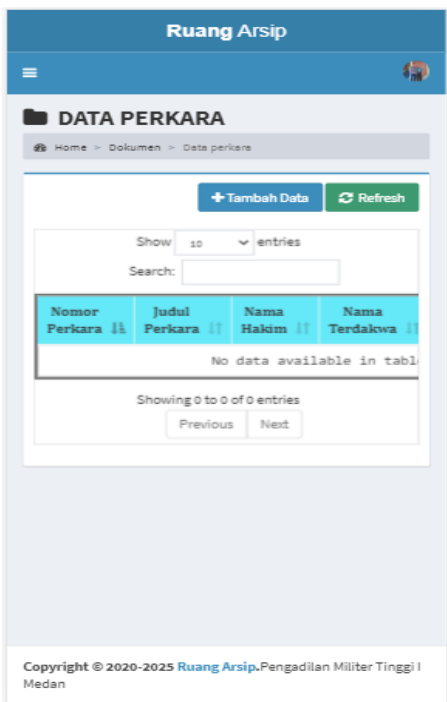 Ruang Arsip
DATA PERKARA
Home > Dokumen > Data perkara
Tambah Data Refresh
Show 10 entries
Search:
Nomor Perkara Judul Perkara Nama Hakim Nama Terdakwa
No data available in tabl
Showing 0 to 0 of 0 entries
Previous Next
Copyright © 2020-2025 Ruang Arsip.Pengadilan Militer Tinggi I
Medan